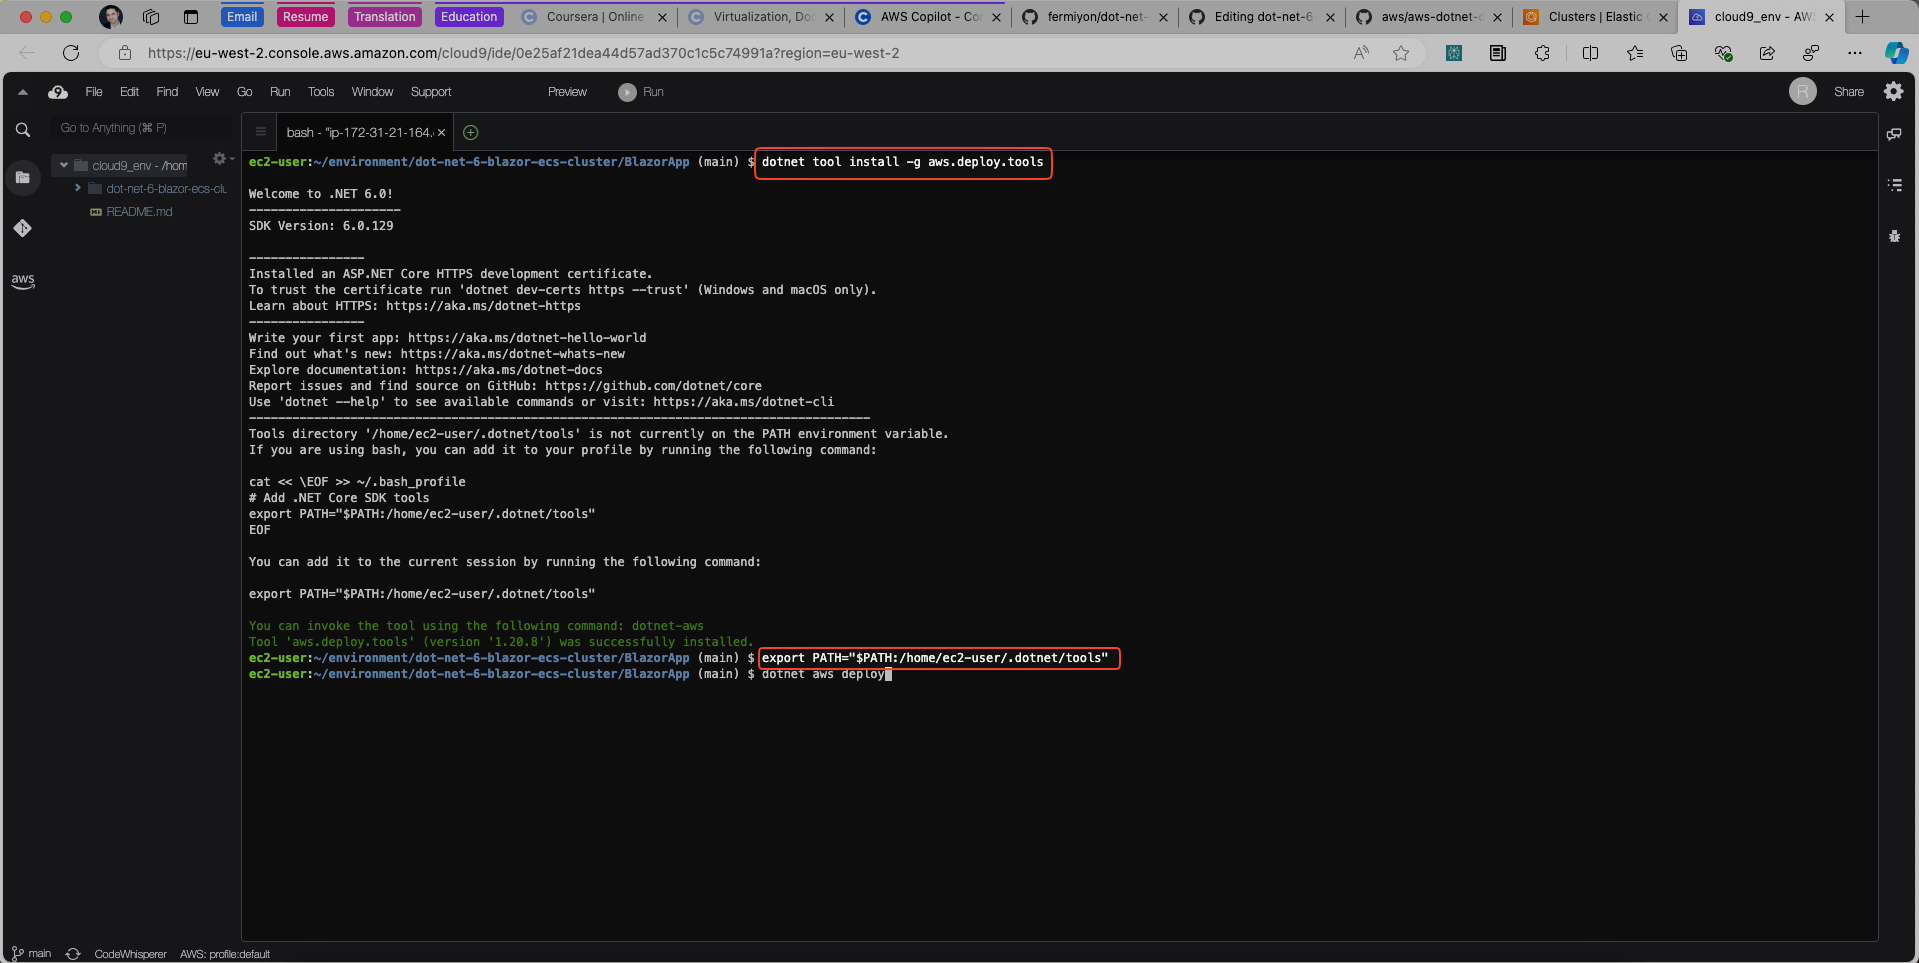 Email Resume Translation Education Coursera | Online Virtualization, Doc AWS Copilot - Co fermiyon/dot-net- Editing dot-net-6- aws/aws-dotnet-d Clusters | Elastic C cloud9_env - AWS
https://eu-west-2.console.aws.amazon.com/cloud9/ide/0e25af21dea44d57ad370c1c5c74991a?region=eu-west-2
File Edit Find View Go Run Tools Window Support Preview Run R Share
Go to Anything (⌘ P)
bash - "ip-172-31-21-164.
cloud9_env - /hom
dot-net-6-blazor-ecs-clu
README.md
aws
ec2-user:~/environment/dot-net-6-blazor-ecs-cluster/BlazorApp (main) $ dotnet tool install -g aws.deploy.tools
Welcome to .NET 6.0!
---------------------
SDK Version: 6.0.129
----------------
Installed an ASP.NET Core HTTPS development certificate.
To trust the certificate run 'dotnet dev-certs https --trust' (Windows and macOS only).
Learn about HTTPS: https://aka.ms/dotnet-https
----------------
Write your first app: https://aka.ms/dotnet-hello-world
Find out what's new: https://aka.ms/dotnet-whats-new
Explore documentation: https://aka.ms/dotnet-docs
Report issues and find source on GitHub: https://github.com/dotnet/core
Use 'dotnet --help' to see available commands or visit: https://aka.ms/dotnet-cli
--------------------------------------------------------------------------------------
Tools directory '/home/ec2-user/.dotnet/tools' is not currently on the PATH environment variable.
If you are using bash, you can add it to your profile by running the following command:
cat << \EOF >> ~/.bash_profile
# Add .NET Core SDK tools
export PATH="$PATH:/home/ec2-user/.dotnet/tools"
EOF
You can add it to the current session by running the following command:
export PATH="$PATH:/home/ec2-user/.dotnet/tools"
You can invoke the tool using the following command: dotnet-aws
Tool 'aws.deploy.tools' (version '1.20.8') was successfully installed.
ec2-user:~/environment/dot-net-6-blazor-ecs-cluster/BlazorApp (main) $ export PATH="$PATH:/home/ec2-user/.dotnet/tools"
ec2-user:~/environment/dot-net-6-blazor-ecs-cluster/BlazorApp (main) $ dotnet aws deploy
main CodeWhisperer AWS: profile:default